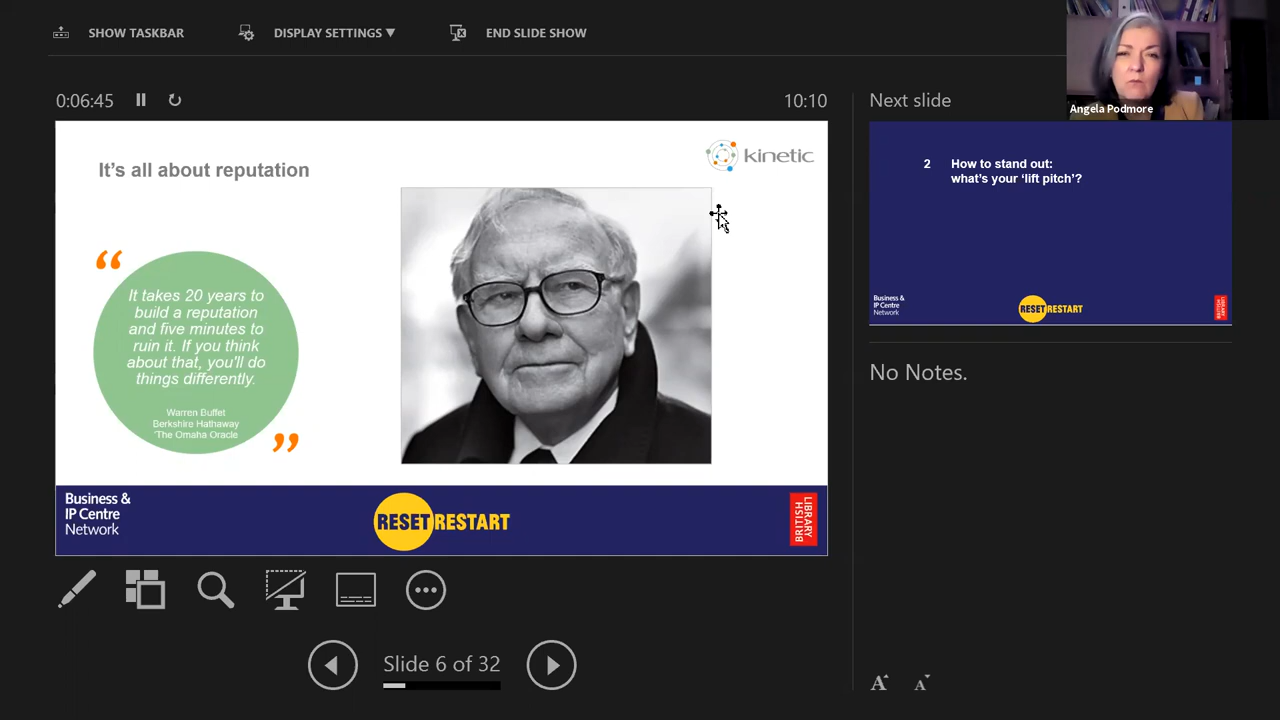 SHOW TASKBAR
DISPLAY SETTINGS ▼
END SLIDE SHOW
Angela Podmore
0:06:45
10:10
It's all about reputation
kinetic
“
It takes 20 years to
build a reputation
and five minutes to
ruin it. If you think
about that, you'll do
things differently.
Warren Buffet
Berkshire Hathaway
'The Omaha Oracle
”
Business &
IP Centre
Network
RESET RESTART
LIBRARY
BRITISH
Next slide
2 How to stand out:
what's your 'lift pitch'?
Business &
IP Centre
Network
RESET RESTART
LIBRARY
BRITISH
No Notes.
Slide 6 of 32
A A